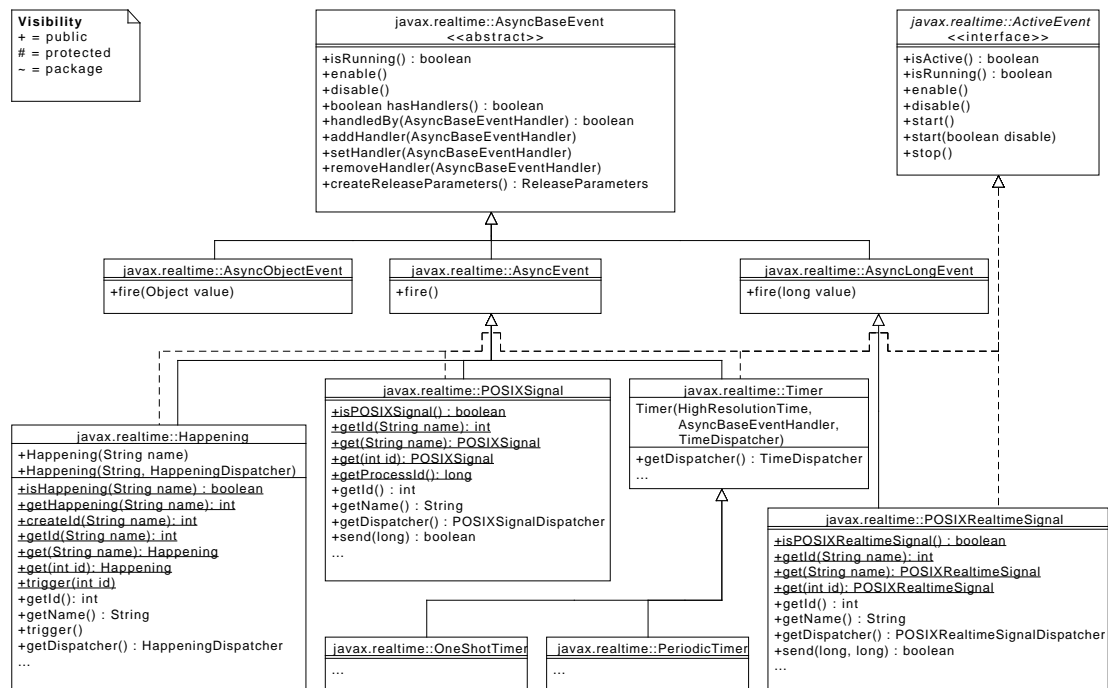 Visibility
+ = public
# = protected
~ = package
javax.realtime::AsyncBaseEvent
<<abstract>>
+isRunning() : boolean
+enable()
+disable()
+boolean hasHandlers() : boolean
+handledBy(AsyncBaseEventHandler) : boolean
+addHandler(AsyncBaseEventHandler)
+setHandler(AsyncBaseEventHandler)
+removeHandler(AsyncBaseEventHandler)
+createReleaseParameters() : ReleaseParameters
javax.realtime::ActiveEvent
<<interface>>
+isActive() : boolean
+isRunning() : boolean
+enable()
+disable()
+start()
+start(boolean disable)
+stop()
javax.realtime::AsyncObjectEvent
+fire(Object value)
javax.realtime::AsyncEvent
+fire()
javax.realtime::AsyncLongEvent
+fire(long value)
javax.realtime::Happening
+Happening(String name)
+Happening(String, HappeningDispatcher)
+isHappening(String name) : boolean
+getHappening(String name): int
+createId(String name): int
+getId(String name): int
+get(String name): Happening
+get(int id): Happening
+trigger(int id)
+getId(): int
+getName() : String
+trigger()
+getDispatcher() : HappeningDispatcher
...
javax.realtime::POSIXSignal
+isPOSIXSignal() : boolean
+getId(String name) : int
+get(String name): POSIXSignal
+get(int id): POSIXSignal
+getProcessId(): long
+getId() : int
+getName() : String
+getDispatcher() : POSIXSignalDispatcher
+send(long) : boolean
...
javax.realtime::Timer
Timer(HighResolutionTime,
AsyncBaseEventHandler,
TimeDispatcher)
+getDispatcher() : TimeDispatcher
...
javax.realtime::POSIXRealtimeSignal
+isPOSIXRealtimeSignal() : boolean
+getId(String name): int
+get(String name): POSIXRealtimeSignal
+get(int id): POSIXRealtimeSignal
+getId() : int
+getName() : String
+getDispatcher() : POSIXRealtimeSignalDispatcher
+send(long, long) : boolean
...
javax.realtime::OneShotTimer
...
javax.realtime::PeriodicTimer
...